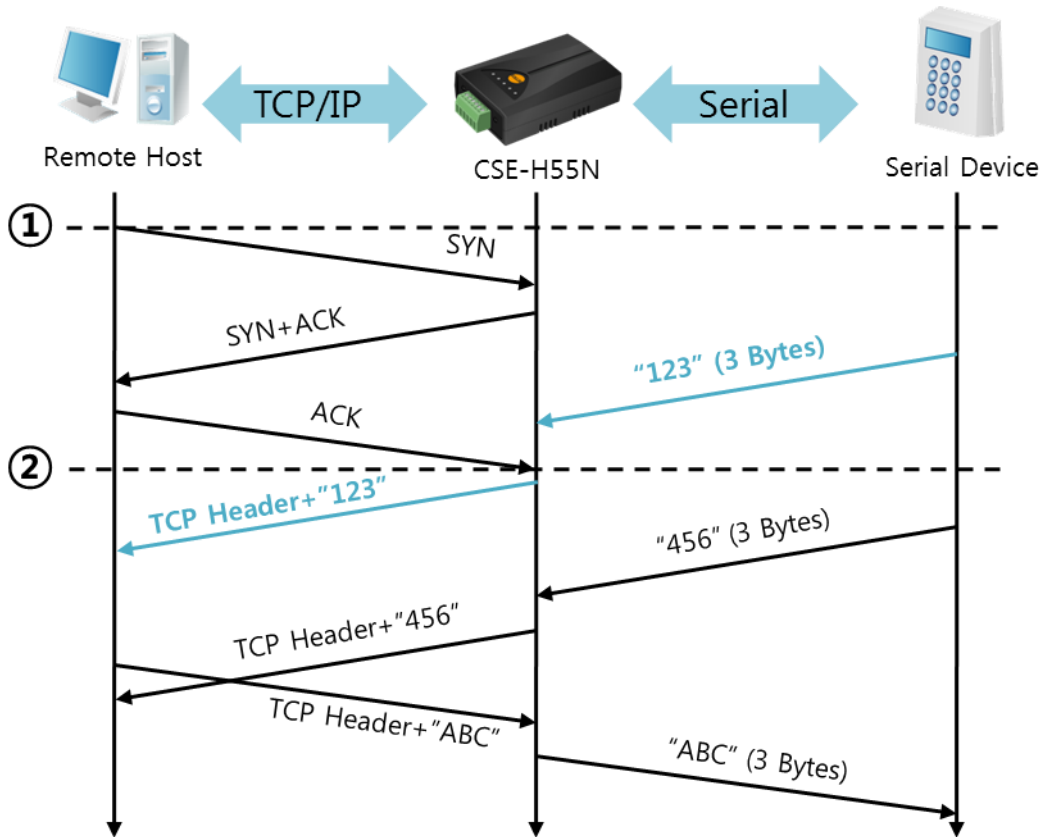 TCP/IP
Serial
Remote Host
CSE-H55N
Serial Device
①
SYN
SYN+ACK
“123” (3 Bytes)
ACK
②
TCP Header+”123”
“456” (3 Bytes)
TCP Header+”456”
TCP Header+”ABC”
“ABC” (3 Bytes)